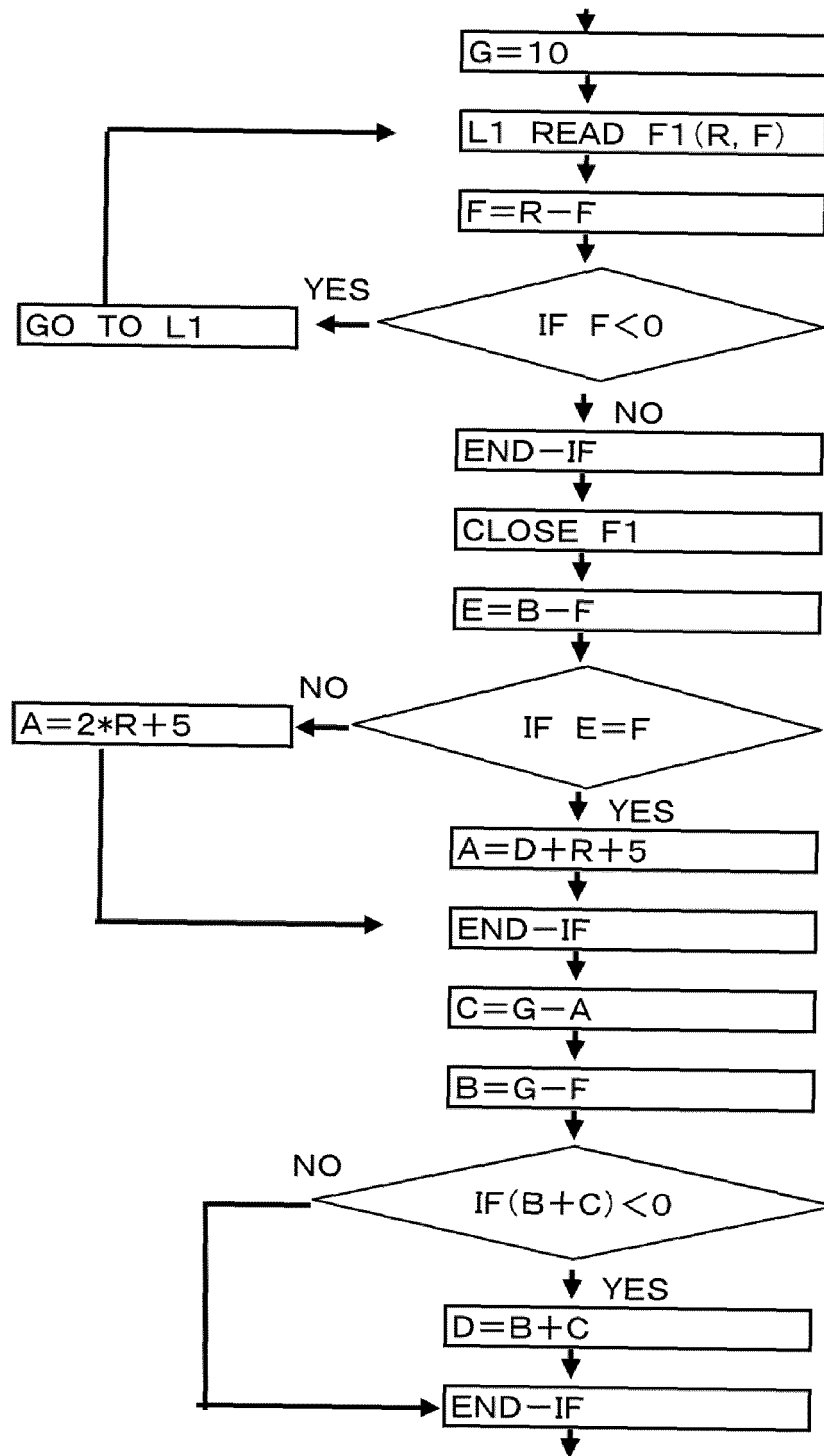 G=10
L1 READ F1(R, F)
F=R−F
YES
GO TO L1
IF F<0
NO
END−IF
CLOSE F1
E=B−F
NO
A=2*R+5
IF E=F
YES
A=D+R+5
END−IF
C=G−A
B=G−F
NO
IF(B+C)<0
YES
D=B+C
END−IF